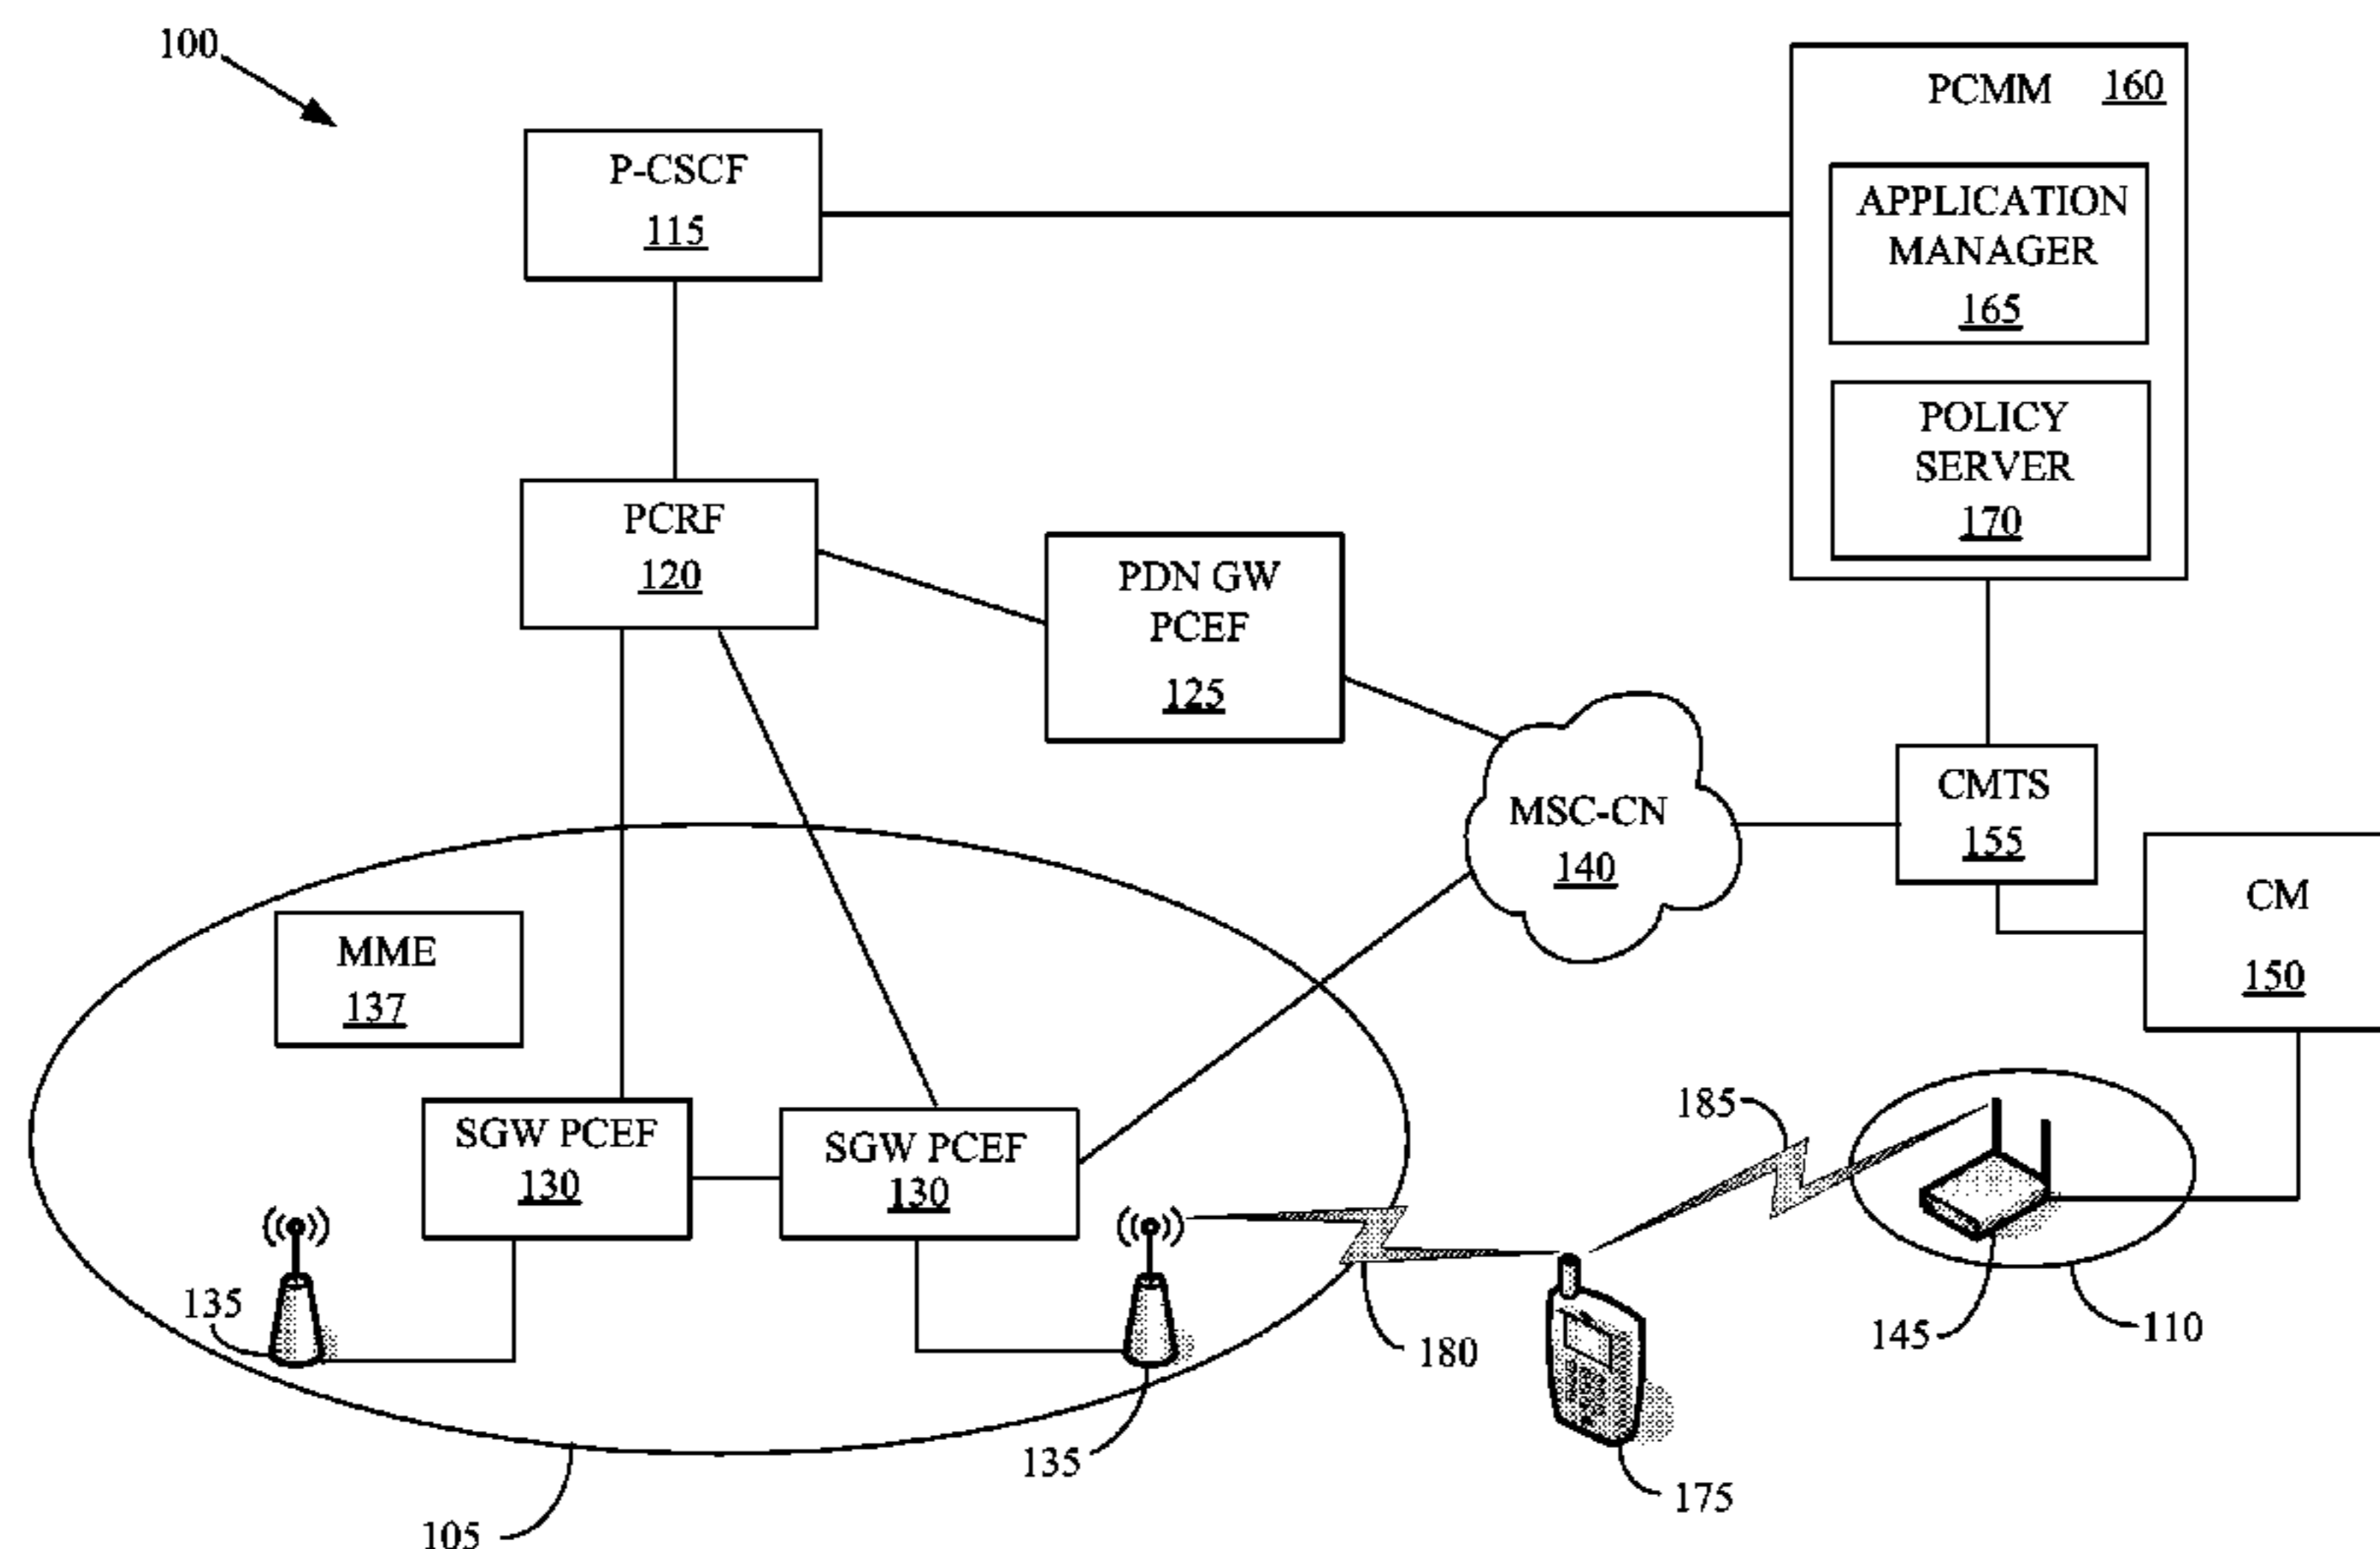 100
PCMM 160
P-CSCF
115
APPLICATION
MANAGER
165
POLICY
SERVER
170
PCRF
120
PDN GW
PCEF
125
MSC-CN
140
CMTS
155
CM
150
MME
137
SGW PCEF
130
SGW PCEF
130
185
135
180
145
110
135
175
105